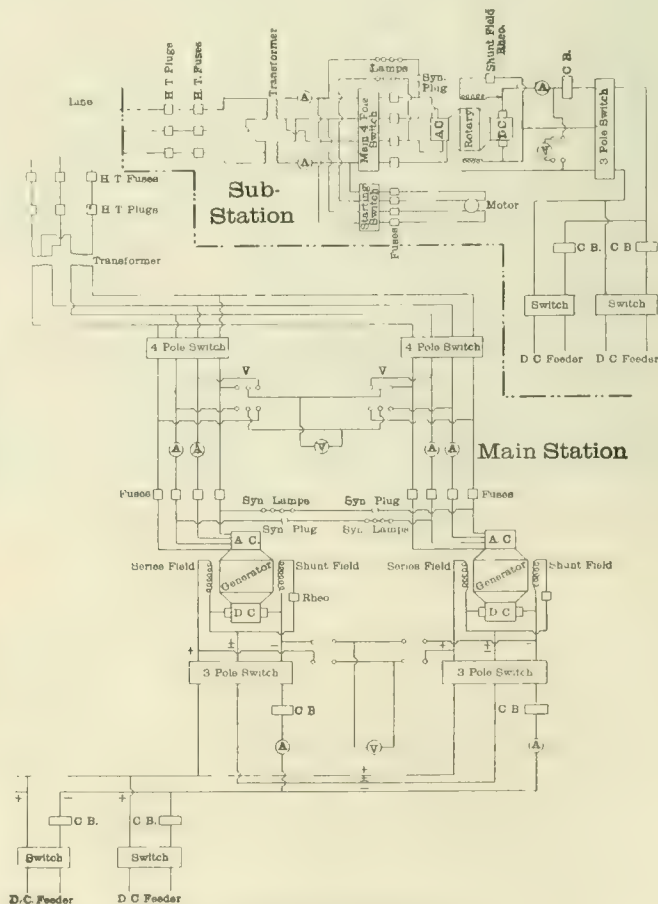 Line
H T Plugs
H T. Fuses
Transformer
A
Lamps
Main 4 Pole Switch
Syn. Plug
A C
Rotary
Shunt Field Rheo.
D C
A
C B.
3 Pole Switch
A
Sub-
Station
Starting Switch
Fuses
Motor
H T Fuses
H T Plugs
Transformer
C B.
C B
Switch
Switch
D C Feeder
D C Feeder
4 Pole Switch
4 Pole Switch
V
V
V
A
A
A
A
Main Station
Fuses
Syn Lamps
Syn Plug
Fuses
Syn Plug
Syn. Lamps
A C
A C
Series Field
Generator
Shunt Field
Series Field
Generator
Shunt Field
D C
Rheo
D C
+
±
−
+
±
-
3 Pole Switch
3 Pole Switch
C B
C B
A
V
A
+
±
+
−
+
C B.
C B.
Switch
Switch
D. C. Feeder
D C Feeder